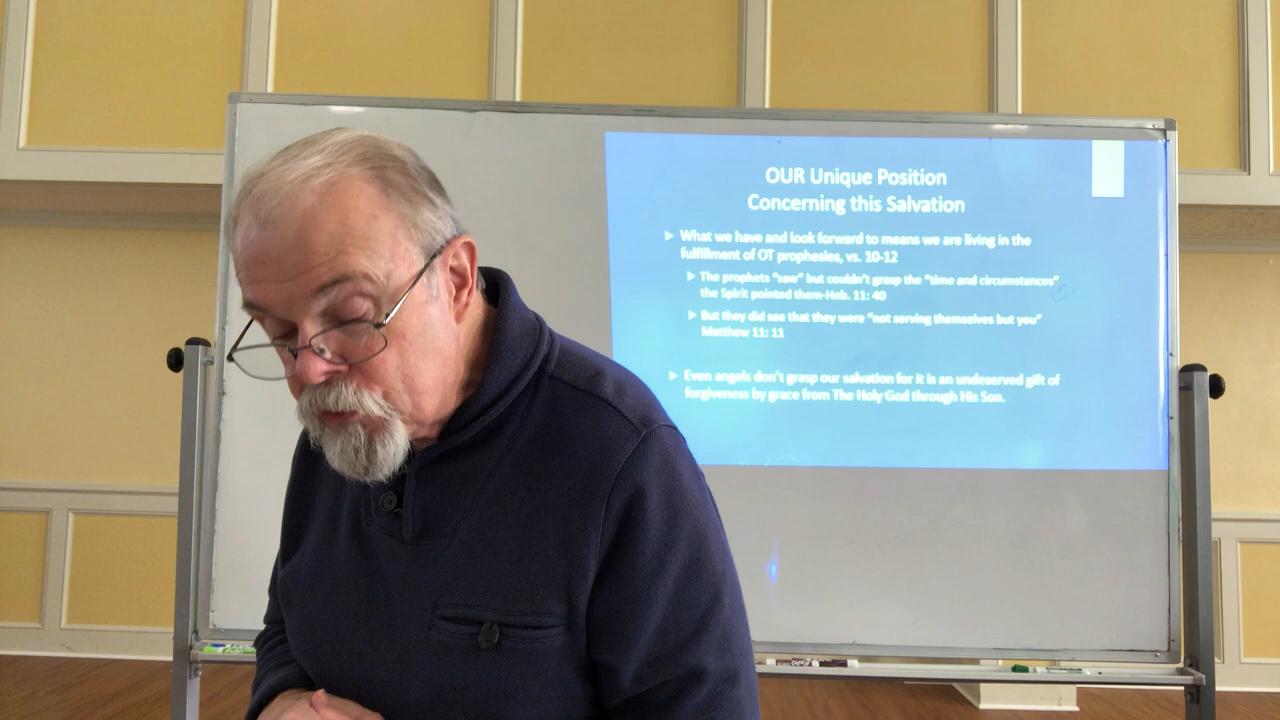 OUR Unique Position
Concerning this Salvation
What we have and look forward to means we are living in the
fulfillment of OT prophesies, vs. 10-12
The prophets "saw" but couldn't grasp the "time and circumstances"
the Spirit pointed them-Heb. 11: 40
But they did see that they were "not serving themselves but you"
Matthew 11: 11
Even angels don't grasp our salvation for it is an undeserved gift of
forgiveness by grace from The Holy God through His Son.